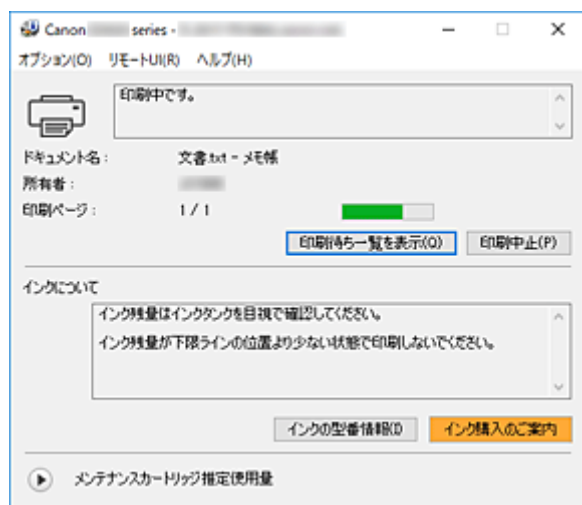 Canon series -
オプション(O) リモートUI(R) ヘルプ(H)
印刷中です。
ドキュメント名: 文書.txt - メモ帳
所有者:
印刷ページ: 1 / 1
印刷待ち一覧を表示(Q) 印刷中止(P)
インクについて
インク残量はインクタンクを目視で確認してください。
インク残量が下限ラインの位置より少ない状態で印刷しないでください。
インクの型番情報(I) インク購入のご案内
メンテナンスカートリッジ指定使用量